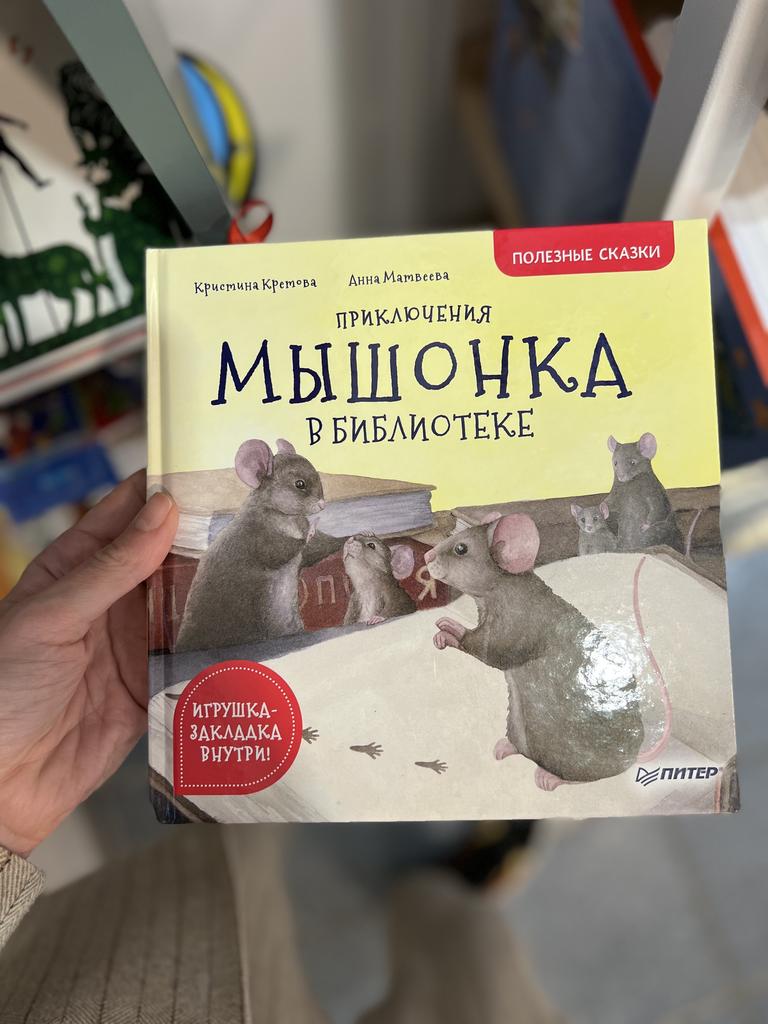 ПОЛЕЗНЫЕ СКАЗКИ
Кристина Кретова Анна Матвеева
ПРИКЛЮЧЕНИЯ
МЫШОНКА
В БИБЛИОТЕКЕ
ИГРУШКА-
ЗАКЛАДКА
ВНУТРИ!
ПИТЕР®